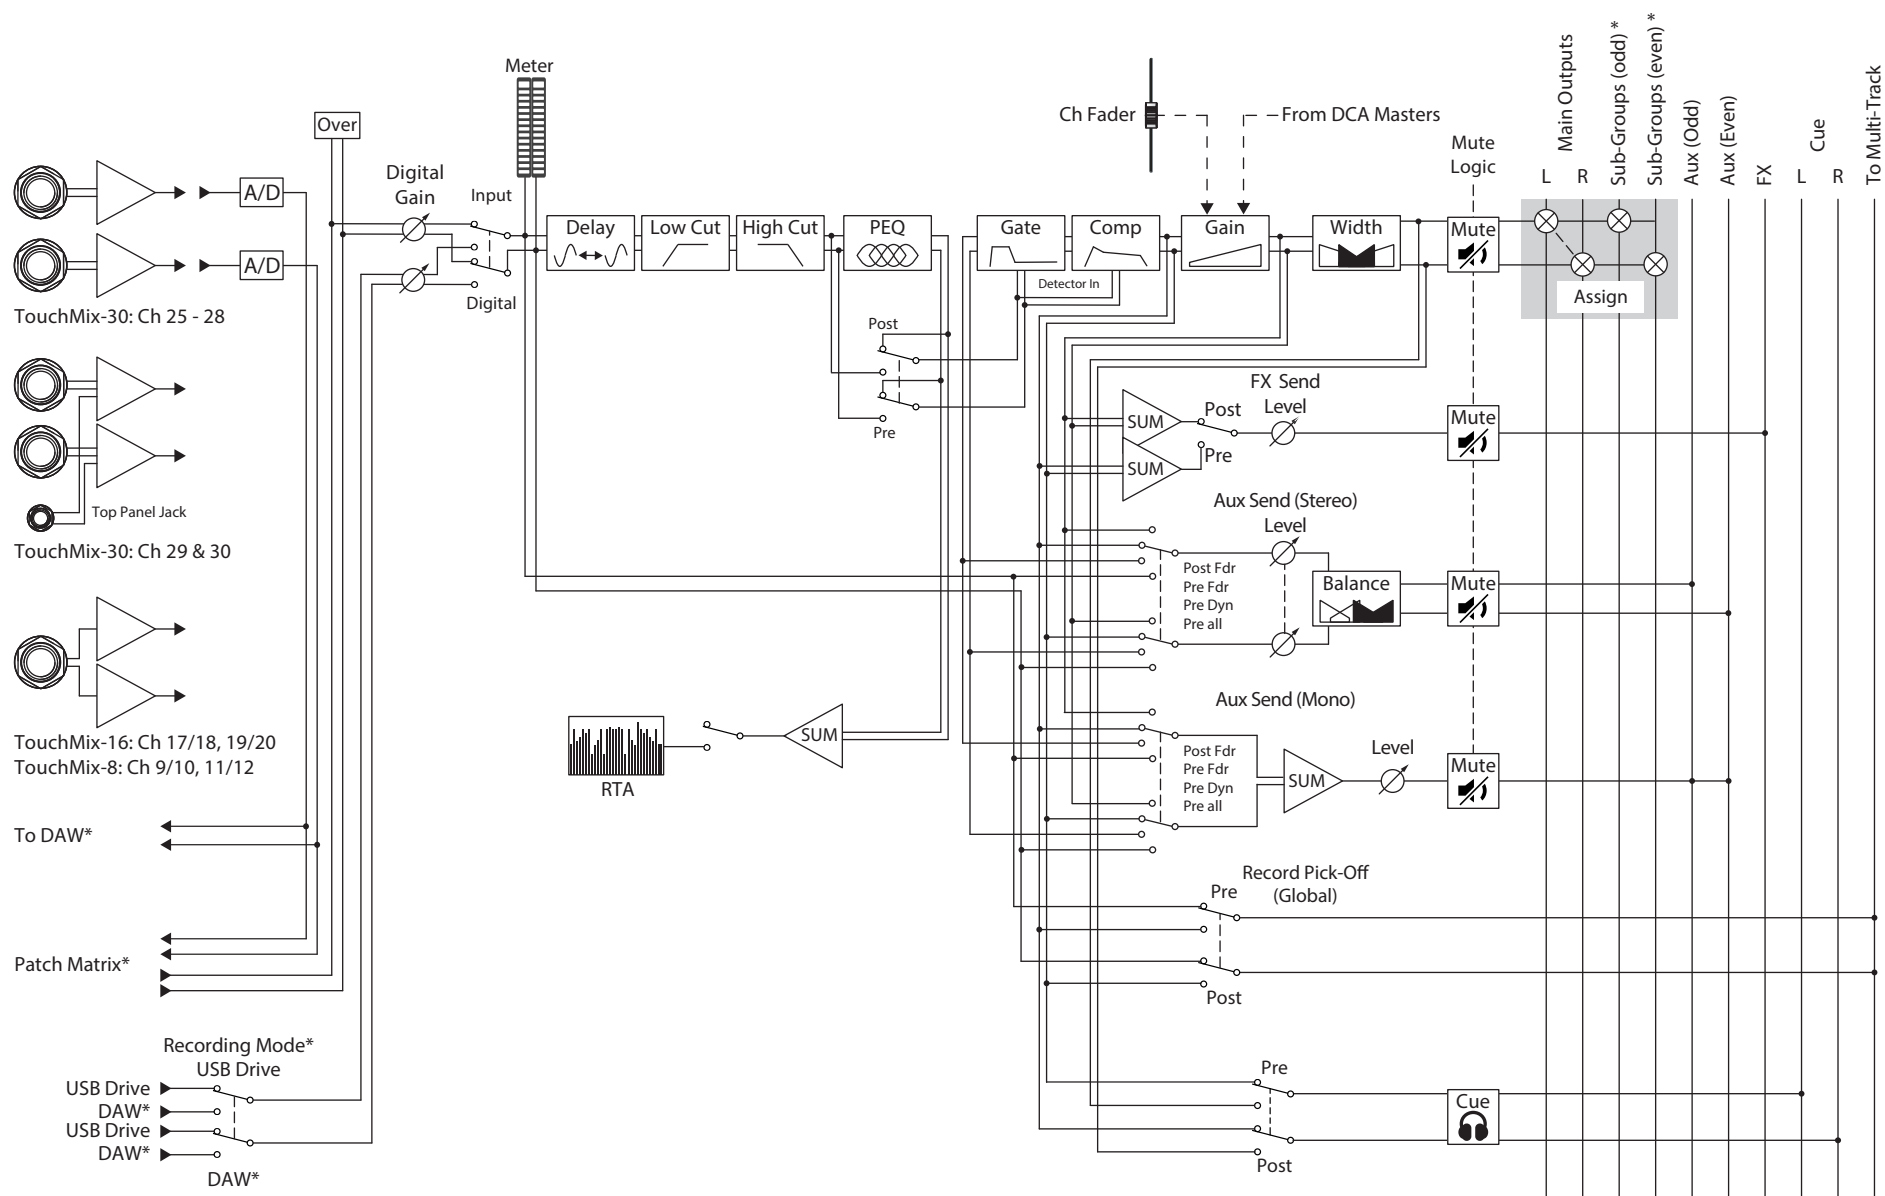 Meter
Over
Digital
Gain
Input
Digital
A/D
A/D
TouchMix-30: Ch 25 - 28
Top Panel Jack
TouchMix-30: Ch 29 & 30
TouchMix-16: Ch 17/18, 19/20
TouchMix-8: Ch 9/10, 11/12
To DAW*
Patch Matrix*
Recording Mode*
USB Drive
USB Drive
DAW*
USB Drive
DAW*
DAW*
Delay
Low Cut
High Cut
PEQ
Post
Pre
SUM
RTA
Ch Fader
From DCA Masters
Gate
Comp
Gain
Width
Detector In
Mute
Logic
Mute
Main Outputs
L
R
Sub-Groups (odd) *
Sub-Groups (even) *
Aux (Odd)
Aux (Even)
FX
Cue
L
R
To Multi-Track
Assign
FX Send
Level
SUM
Post
SUM
Pre
Mute
Aux Send (Stereo)
Level
Post Fdr
Pre Fdr
Pre Dyn
Pre all
Balance
Mute
Aux Send (Mono)
Post Fdr
Pre Fdr
Pre Dyn
Pre all
SUM
Level
Mute
Record Pick-Off
(Global)
Pre
Post
Pre
Post
Cue